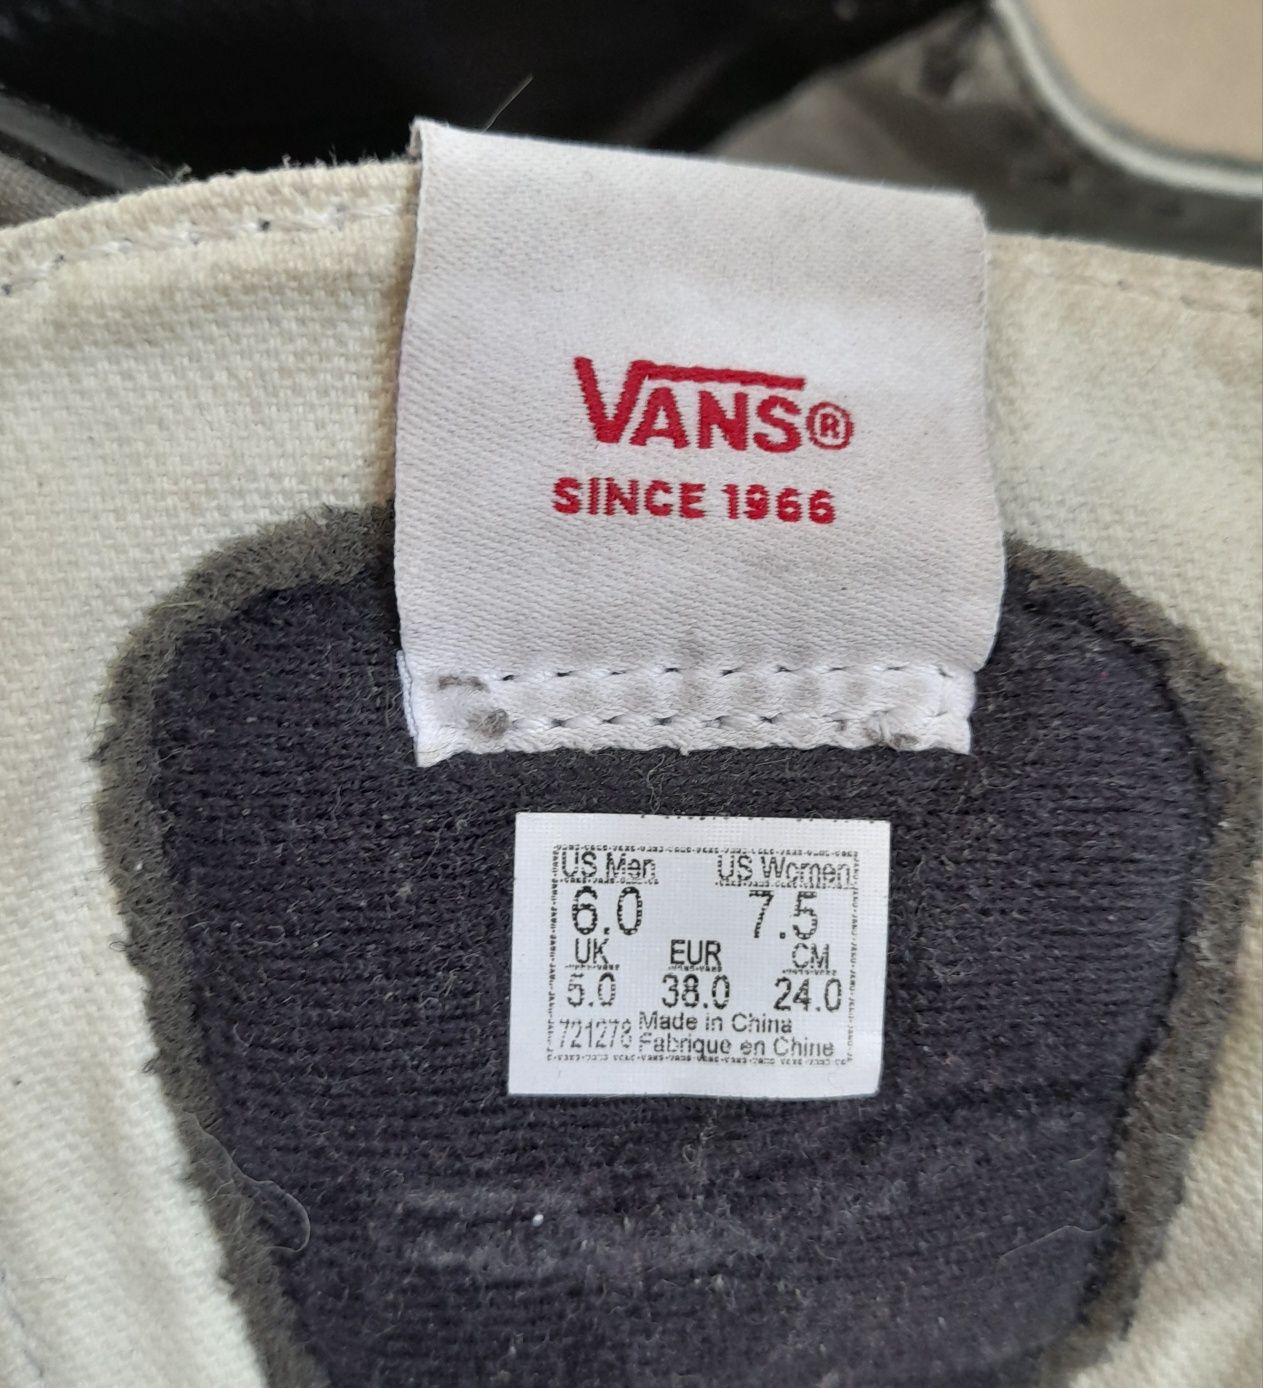 VANS®
SINCE 1966
US Men US Women
6.0 7.5
UK EUR CM
5.0 38.0 24.0
721278 Made in China
Fabrique en Chine